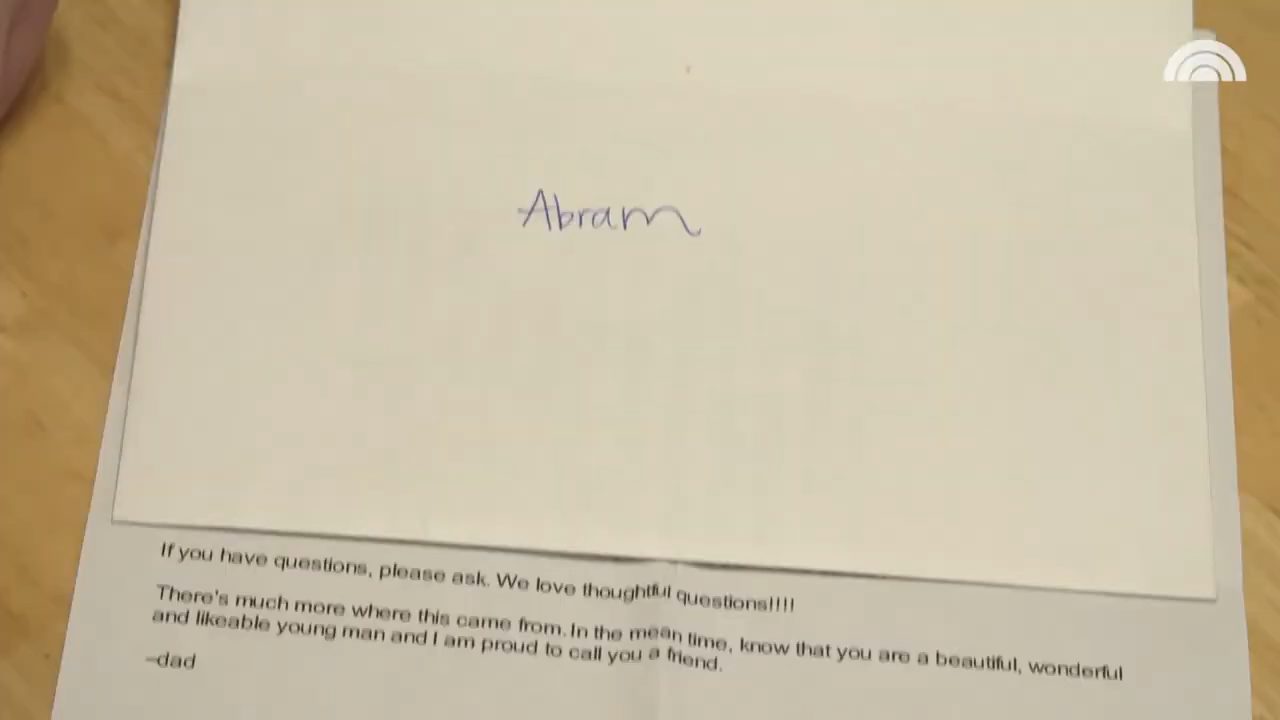 Abram
If you have questions, please ask. We love thoughtful questions!!!!
There's much more where this came from. In the mean time, know that you are a beautiful, wonderful
and likeable young man and I am proud to call you a friend.
–dad